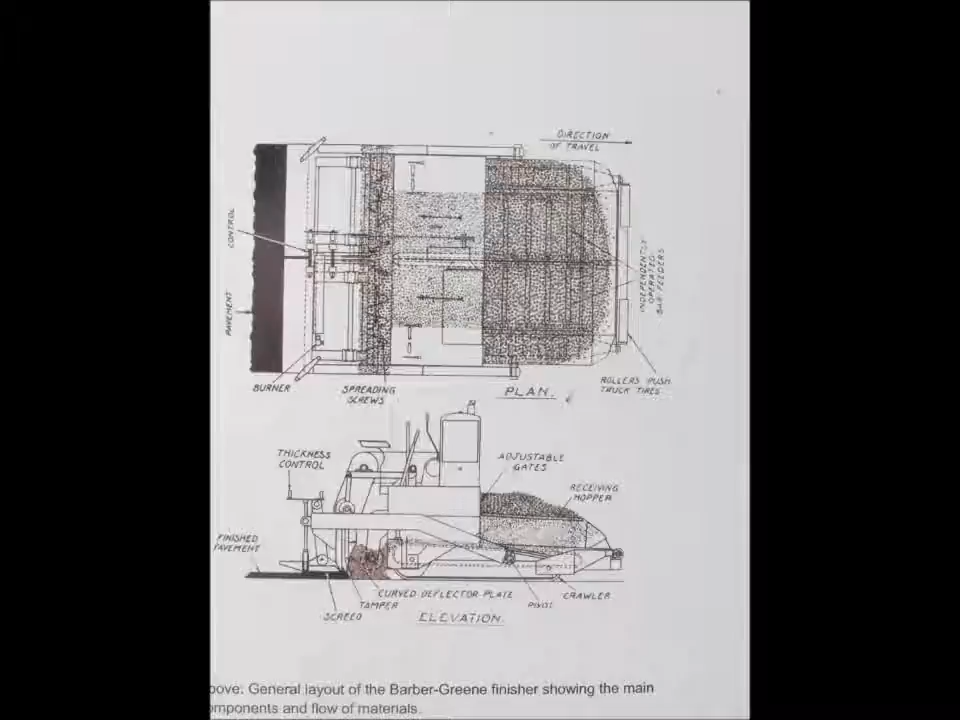 DIRECTION
OF TRAVEL
CONTROL
PAVEMENT
INDEPENDENTLY
OPERATED
BAR FEEDERS
BURNER
SPREADING
SCREWS
PLAN.
ROLLERS PUSH
TRUCK TIRES
THICKNESS
CONTROL
ADJUSTABLE
GATES
RECEIVING
HOPPER
FINISHED
PAVEMENT
CURVED DEFLECTOR PLATE
TAMPER
SCREED
PIVOT
CRAWLER
ELEVATION.
bove: General layout of the Barber-Greene finisher showing the main
omponents and flow of materials.